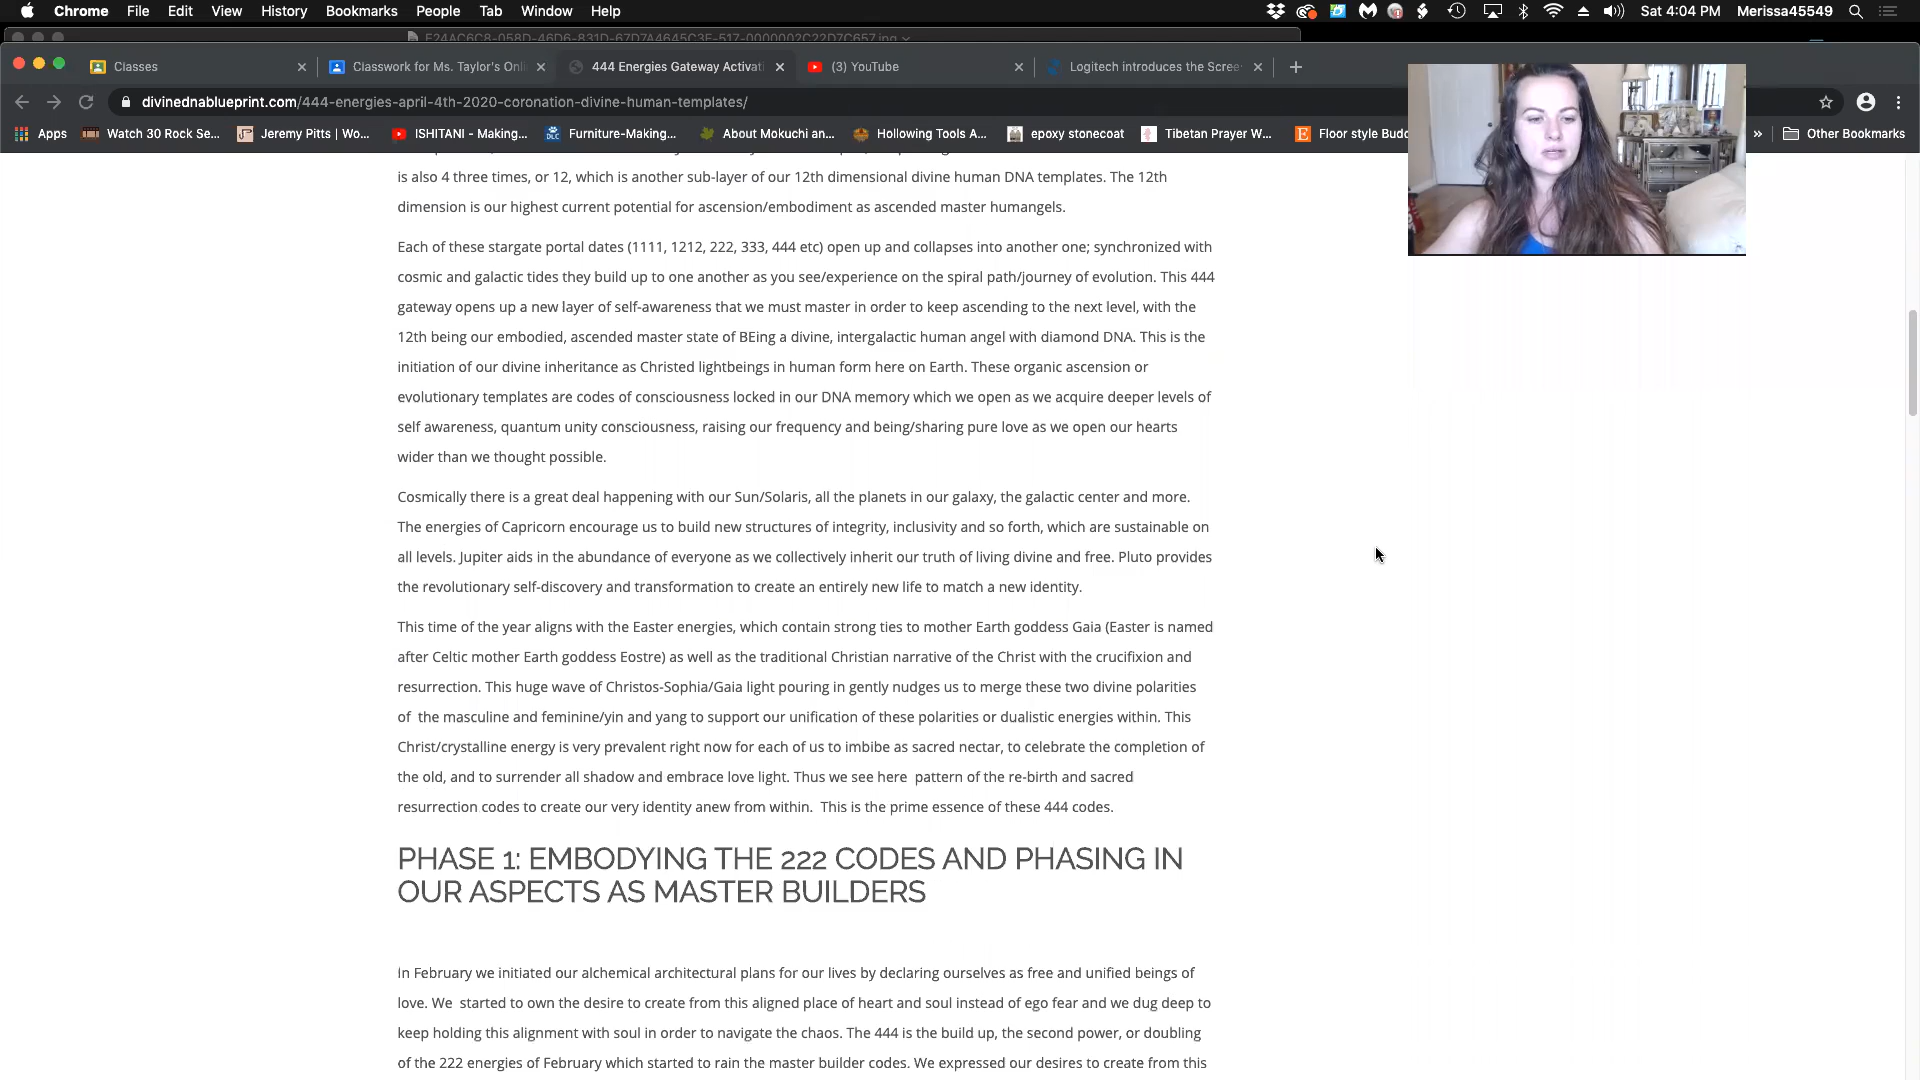 Chrome File Edit View History Bookmarks People Tab Window Help Sat 4:04 PM Merissa45549
Classes Classwork for Ms. Taylor's Onli 444 Energies Gateway Activati (3) YouTube Logitech introduces the Scree
divinednablueprint.com/444-energies-april-4th-2020-coronation-divine-human-templates/
Apps Watch 30 Rock Se... Jeremy Pitts | Wo... ISHITANI - Making... Furniture-Making... About Mokuchi an... Hollowing Tools A... epoxy stonecoat Tibetan Prayer W... Floor style Budd » Other Bookmarks
is also 4 three times, or 12, which is another sub-layer of our 12th dimensional divine human DNA templates. The 12th
dimension is our highest current potential for ascension/embodiment as ascended master humangels.
Each of these stargate portal dates (1111, 1212, 222, 333, 444 etc) open up and collapses into another one; synchronized with
cosmic and galactic tides they build up to one another as you see/experience on the spiral path/journey of evolution. This 444
gateway opens up a new layer of self-awareness that we must master in order to keep ascending to the next level, with the
12th being our embodied, ascended master state of BEing a divine, intergalactic human angel with diamond DNA. This is the
initiation of our divine inheritance as Christed lightbeings in human form here on Earth. These organic ascension or
evolutionary templates are codes of consciousness locked in our DNA memory which we open as we acquire deeper levels of
self awareness, quantum unity consciousness, raising our frequency and being/sharing pure love as we open our hearts
wider than we thought possible.
Cosmically there is a great deal happening with our Sun/Solaris, all the planets in our galaxy, the galactic center and more.
The energies of Capricorn encourage us to build new structures of integrity, inclusivity and so forth, which are sustainable on
all levels. Jupiter aids in the abundance of everyone as we collectively inherit our truth of living divine and free. Pluto provides
the revolutionary self-discovery and transformation to create an entirely new life to match a new identity.
This time of the year aligns with the Easter energies, which contain strong ties to mother Earth goddess Gaia (Easter is named
after Celtic mother Earth goddess Eostre) as well as the traditional Christian narrative of the Christ with the crucifixion and
resurrection. This huge wave of Christos-Sophia/Gaia light pouring in gently nudges us to merge these two divine polarities
of the masculine and feminine/yin and yang to support our unification of these polarities or dualistic energies within. This
Christ/crystalline energy is very prevalent right now for each of us to imbibe as sacred nectar, to celebrate the completion of
the old, and to surrender all shadow and embrace love light. Thus we see here pattern of the re-birth and sacred
resurrection codes to create our very identity anew from within. This is the prime essence of these 444 codes.
PHASE 1: EMBODYING THE 222 CODES AND PHASING IN
OUR ASPECTS AS MASTER BUILDERS
In February we initiated our alchemical architectural plans for our lives by declaring ourselves as free and unified beings of
love. We started to own the desire to create from this aligned place of heart and soul instead of ego fear and we dug deep to
keep holding this alignment with soul in order to navigate the chaos. The 444 is the build up, the second power, or doubling
of the 222 energies of February which started to rain the master builder codes. We expressed our desires to create from this